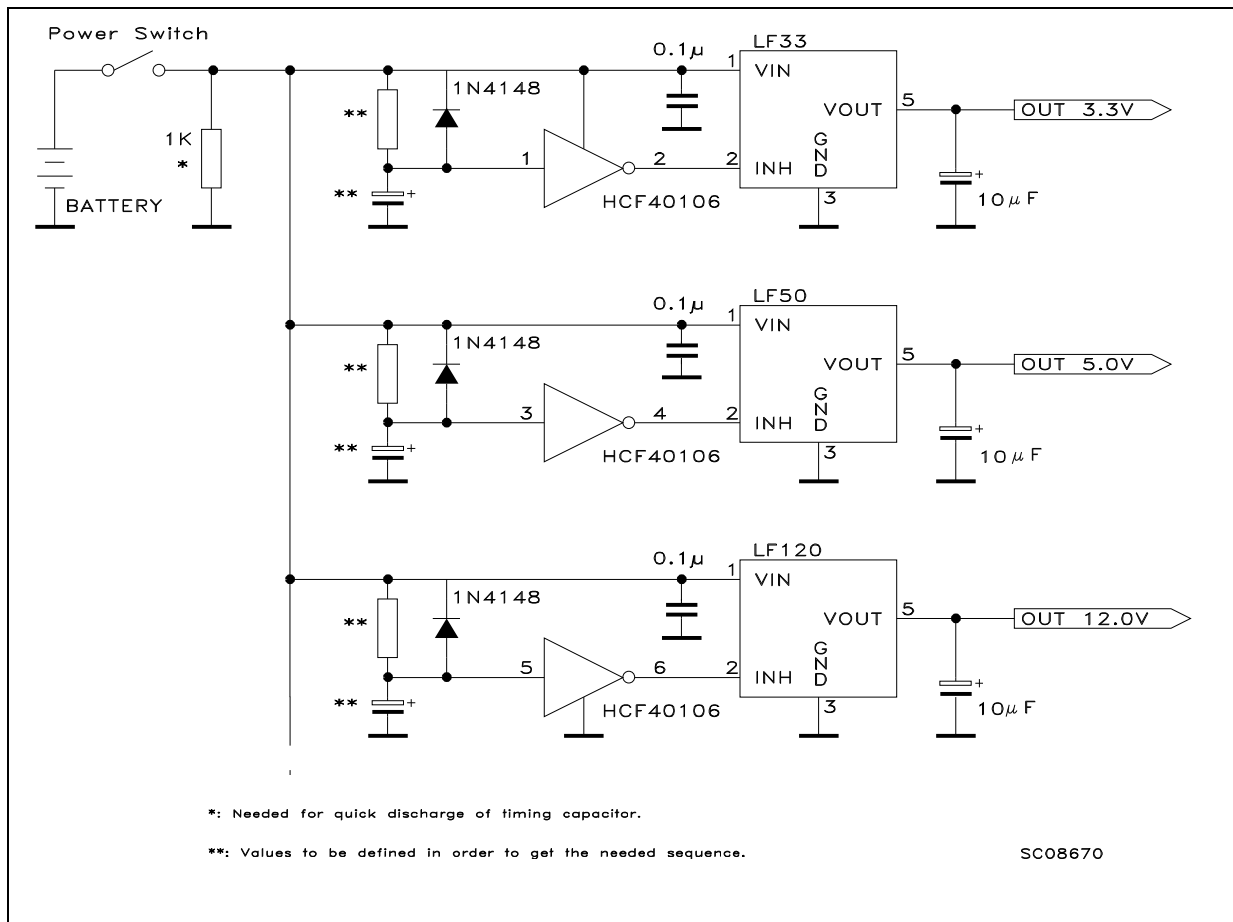 Power Switch
BATTERY
1K
*
**
**
1N4148
1
2
HCF40106
0.1μ
LF33
1
VIN
2
INH
VOUT
5
GND
3
OUT 3.3V
+
+
10μF
**
**
1N4148
3
4
HCF40106
0.1μ
LF50
1
VIN
2
INH
VOUT
5
GND
3
OUT 5.0V
+
+
10μF
**
**
1N4148
5
6
HCF40106
0.1μ
LF120
1
VIN
2
INH
VOUT
5
GND
3
OUT 12.0V
+
+
10μF
*: Needed for quick discharge of timing capacitor.
**: Values to be defined in order to get the needed sequence.
SC08670